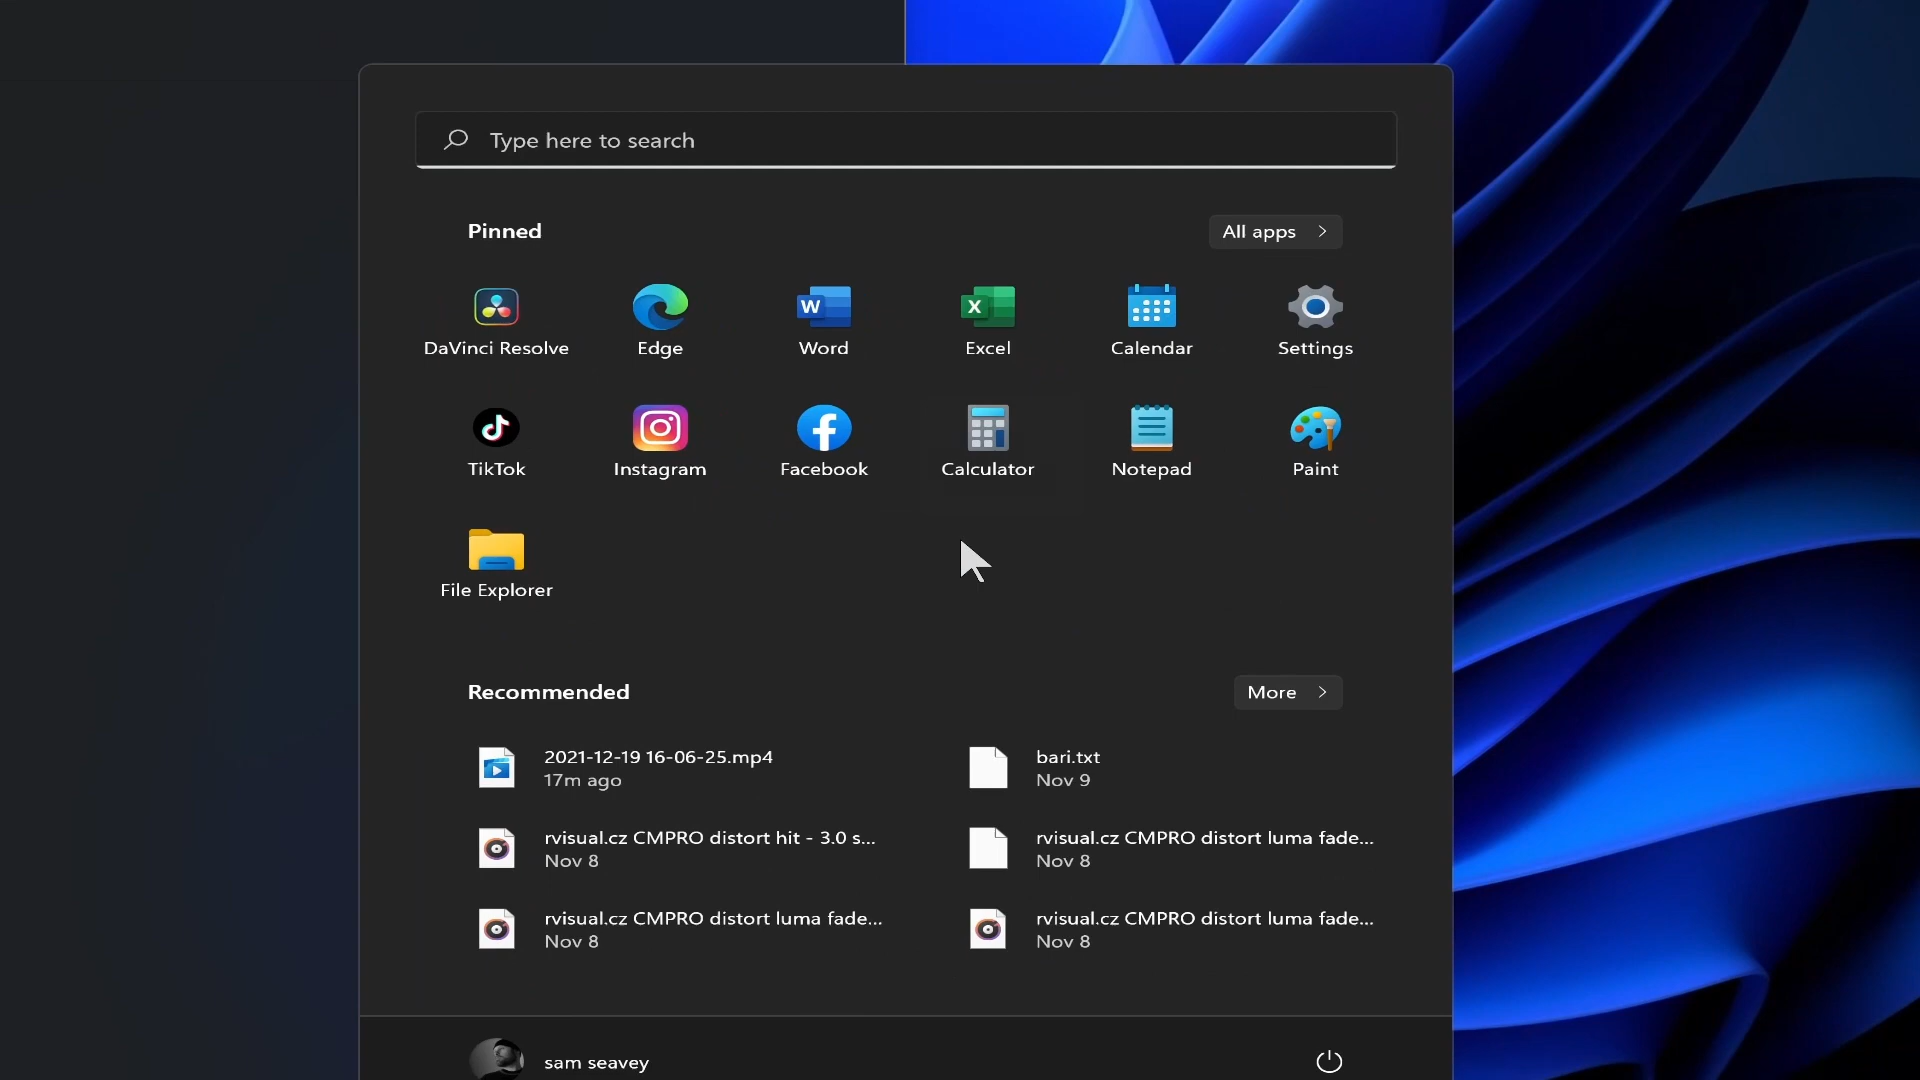 Type here to search
Pinned
All apps
DaVinci Resolve
Edge
Word
Excel
Calendar
Settings
TikTok
Instagram
Facebook
Calculator
Notepad
Paint
File Explorer
Recommended
More
2021-12-19 16-06-25.mp4
17m ago
bari.txt
Nov 9
rvisual.cz CMPRO distort hit - 3.0 s...
Nov 8
rvisual.cz CMPRO distort luma fade...
Nov 8
rvisual.cz CMPRO distort luma fade...
Nov 8
rvisual.cz CMPRO distort luma fade...
Nov 8
sam seavey